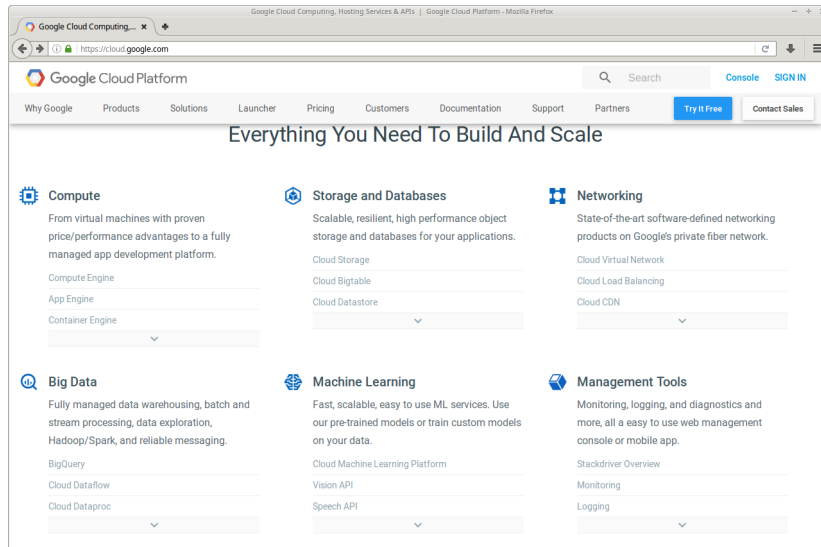 Google Cloud Computing, Hosting Services & APIs | Google Cloud Platform - Mozilla Firefox
Google Cloud Computing,...
https://cloud.google.com
Google Cloud Platform
Search
Console
SIGN IN
Why Google
Products
Solutions
Launcher
Pricing
Customers
Documentation
Support
Partners
Try It Free
Contact Sales
Everything You Need To Build And Scale
Compute
From virtual machines with proven
price/performance advantages to a fully
managed app development platform.
Compute Engine
App Engine
Container Engine
Storage and Databases
Scalable, resilient, high performance object
storage and databases for your applications.
Cloud Storage
Cloud Bigtable
Cloud Datastore
Networking
State-of-the-art software-defined networking
products on Google's private fiber network.
Cloud Virtual Network
Cloud Load Balancing
Cloud CDN
Big Data
Fully managed data warehousing, batch and
stream processing, data exploration,
Hadoop/Spark, and reliable messaging.
BigQuery
Cloud Dataflow
Cloud Dataproc
Machine Learning
Fast, scalable, easy to use ML services. Use
our pre-trained models or train custom models
on your data.
Cloud Machine Learning Platform
Vision API
Speech API
Management Tools
Monitoring, logging, and diagnostics and
more, all a easy to use web management
console or mobile app.
Stackdriver Overview
Monitoring
Logging